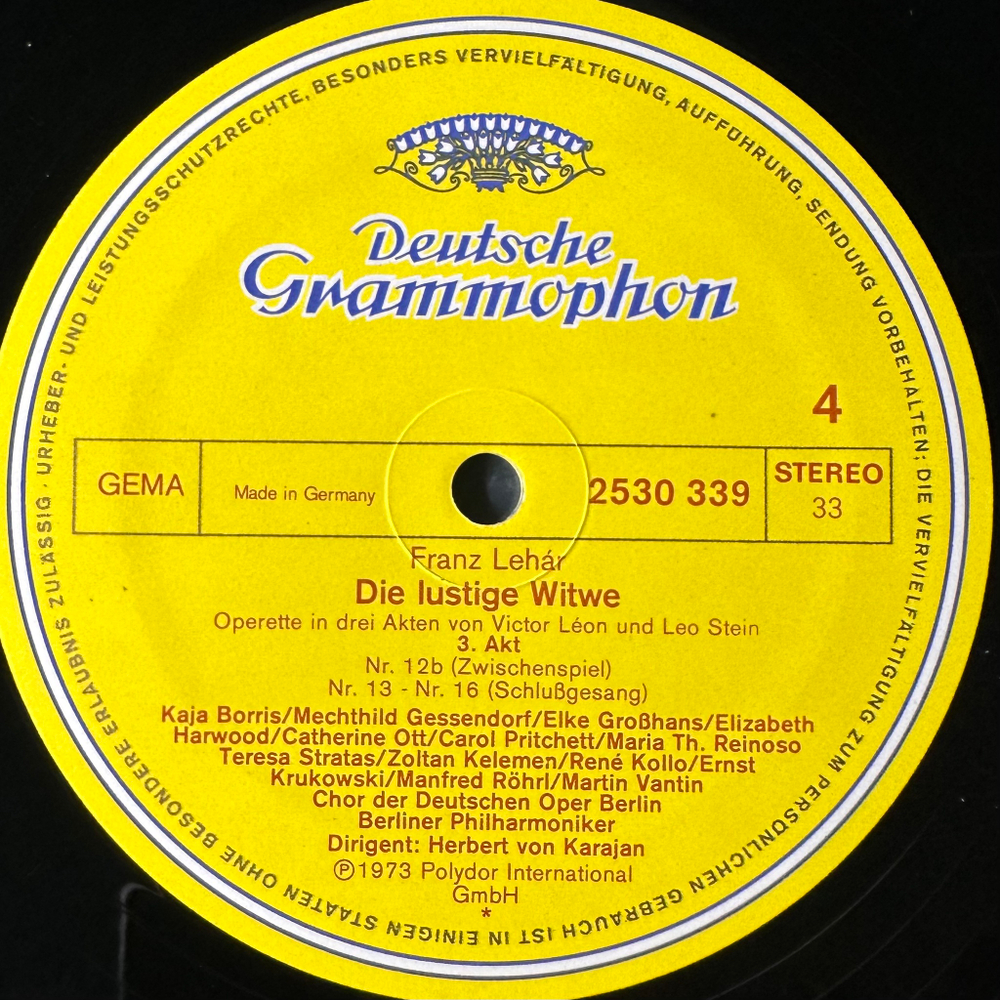 URHEBER- UND LEISTUNGSSCHUTZRECHTE, BESONDERS VERVIELFÄLTIGUNG, AUFFÜHRUNG, SENDUNG VORBEHALTEN; DIE VERVIELFÄLTIGUNG ZUM PERSÖNLICHEN GEBRAUCH IST IN EINIGEN STAATEN OHNE BESONDERE ERLAUBNIS ZULÄSSIG ·
Deutsche
Grammophon
4
GEMA
Made in Germany
2530 339
STEREO
33
Franz Lehár
Die lustige Witwe
Operette in drei Akten von Victor Léon und Leo Stein
3. Akt
Nr. 12b (Zwischenspiel)
Nr. 13 - Nr. 16 (Schlußgesang)
Kaja Borris/Mechthild Gessendorf/Elke Großhans/Elizabeth
Harwood/Catherine Ott/Carol Pritchett/Maria Th. Reinoso
Teresa Stratas/Zoltan Kelemen/René Kollo/Ernst
Krukowski/Manfred Röhrl/Martin Vantin
Chor der Deutschen Oper Berlin
Berliner Philharmoniker
Dirigent: Herbert von Karajan
℗1973 Polydor International
GmbH
*